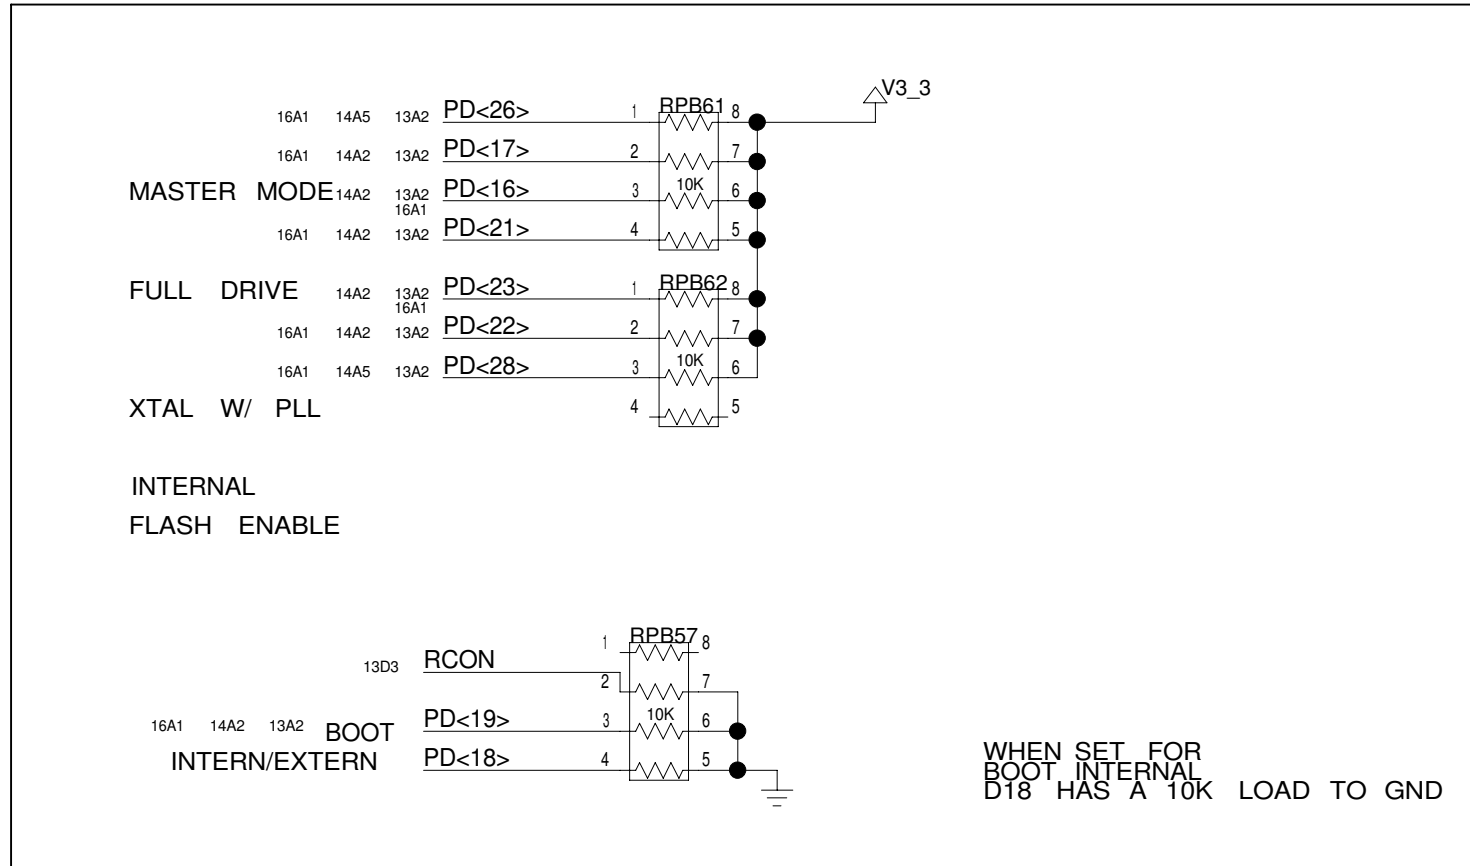 V3_3
16A1 14A5 13A2 PD<26> 1 RPB61 8
16A1 14A2 13A2 PD<17> 2 7
MASTER MODE 14A2 13A2 PD<16> 3 10K 6
16A1
16A1 14A2 13A2 PD<21> 4 5
FULL DRIVE 14A2 13A2 PD<23> 1 RPB62 8
16A1
16A1 14A2 13A2 PD<22> 2 7
16A1 14A5 13A2 PD<28> 3 10K 6
XTAL W/ PLL 4 5
INTERNAL
FLASH ENABLE
1 RPB57 8
13D3 RCON 2 7
16A1 14A2 13A2 BOOT PD<19> 3 10K 6
INTERN/EXTERN PD<18> 4 5
WHEN SET FOR
BOOT INTERNAL
D18 HAS A 10K LOAD TO GND